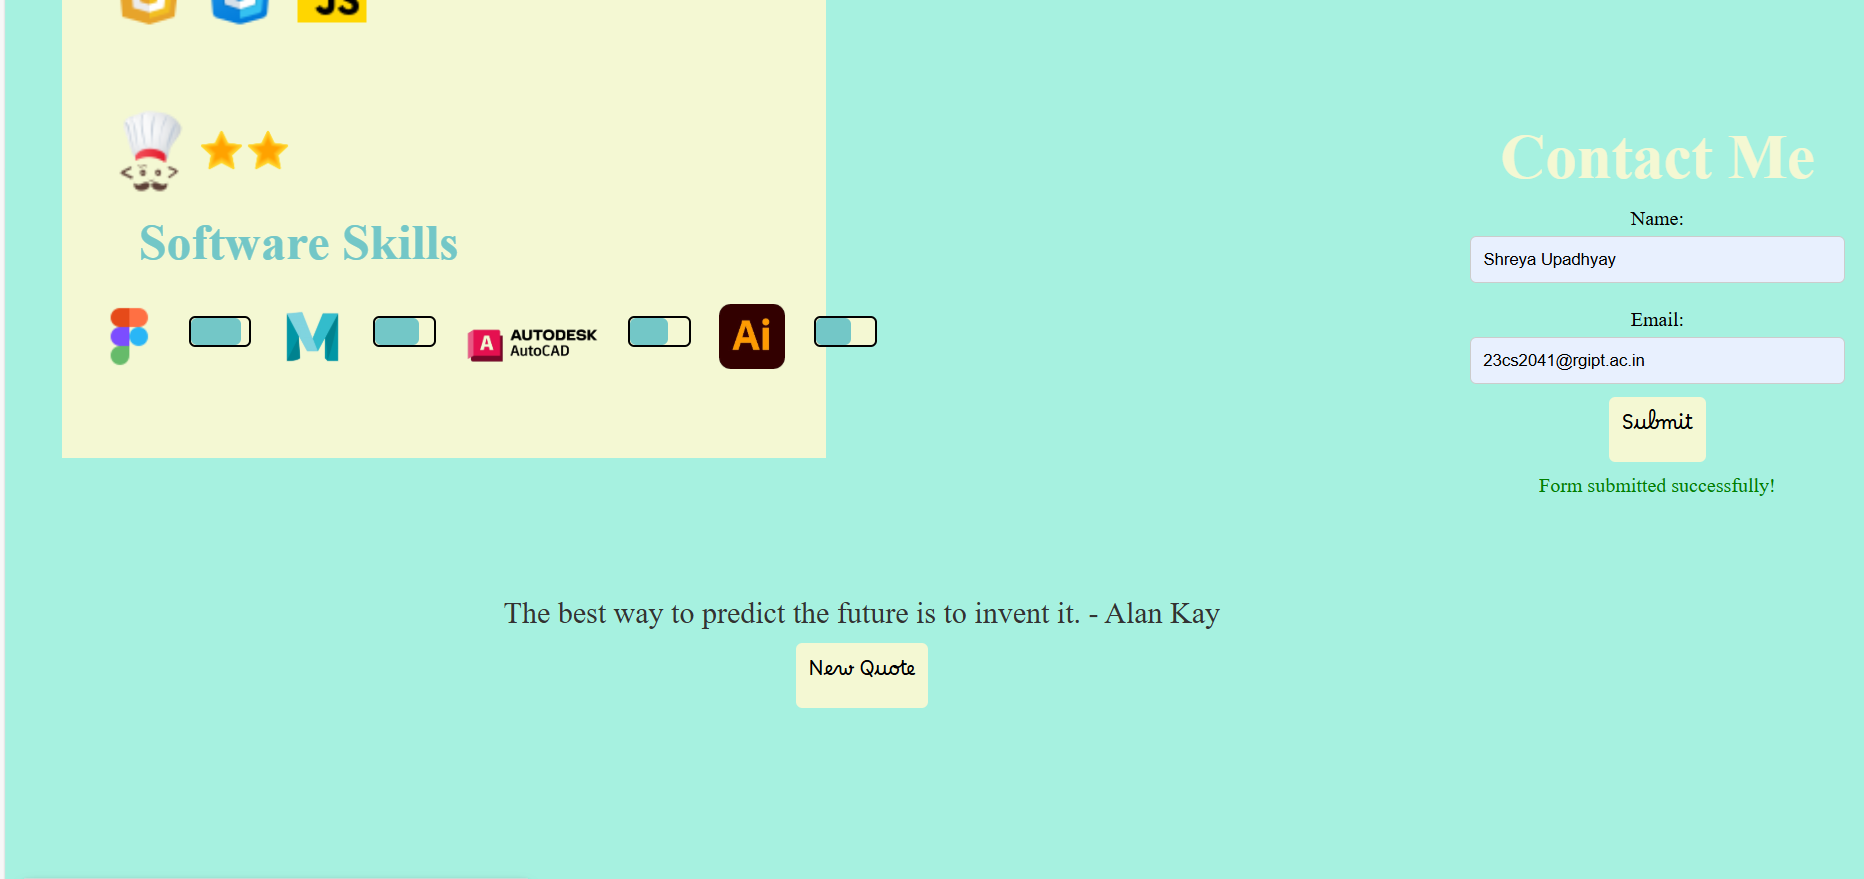 JS
Software Skills
A AUTODESK
AutoCAD
Ai
Contact Me
Name:
Shreya Upadhyay
Email:
23cs2041@rgipt.ac.in
Submit
Form submitted successfully!
The best way to predict the future is to invent it. - Alan Kay
New Quote